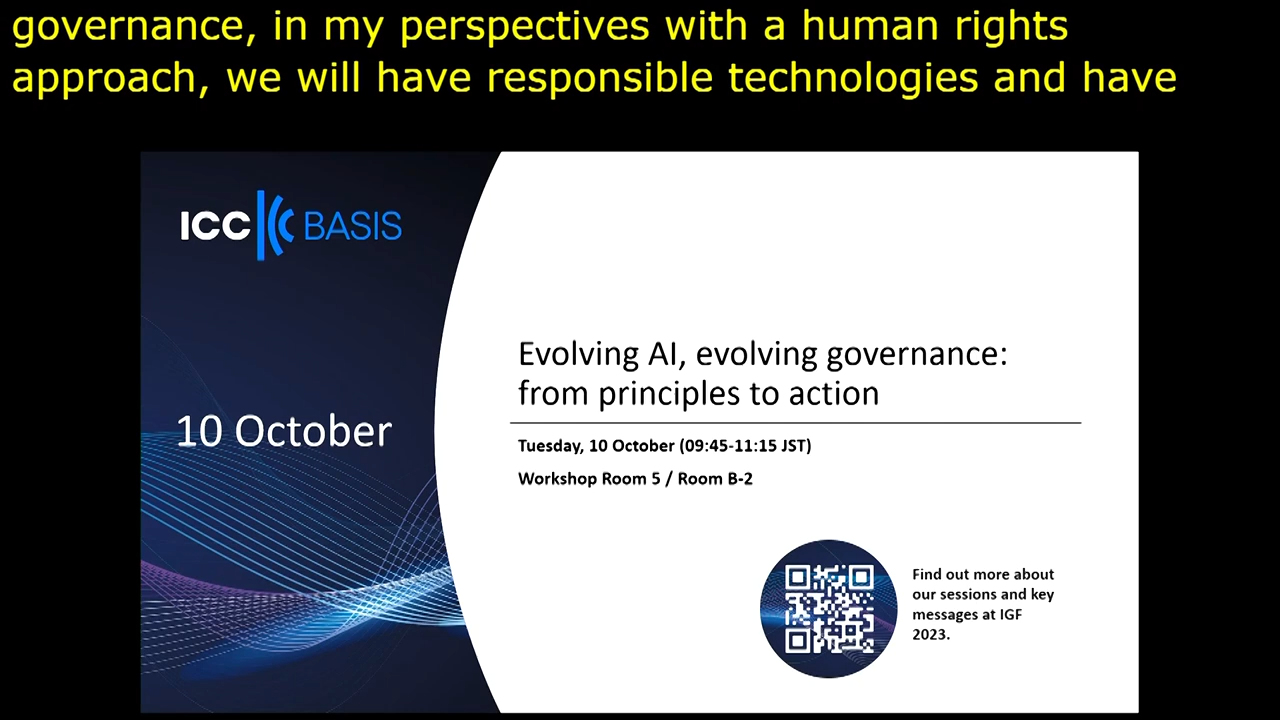 governance, in my perspectives with a human rights
approach, we will have responsible technologies and have
ICC BASIS
10 October
Evolving AI, evolving governance:
from principles to action
Tuesday, 10 October (09:45-11:15 JST)
Workshop Room 5 / Room B-2
Find out more about
our sessions and key
messages at IGF
2023.